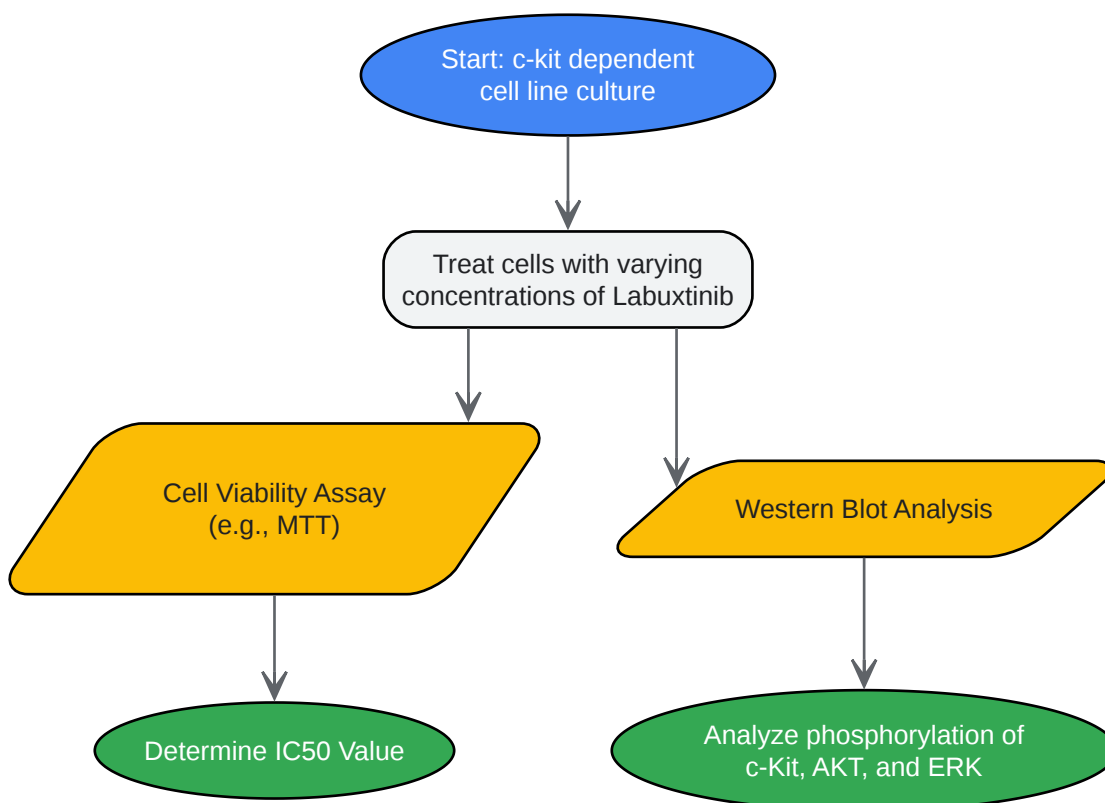 Start: c-kit dependent
cell line culture
Treat cells with varying
concentrations of Labuxtinib
Cell Viability Assay
(e.g., MTT)
Western Blot Analysis
Determine IC50 Value
Analyze phosphorylation of
c-Kit, AKT, and ERK